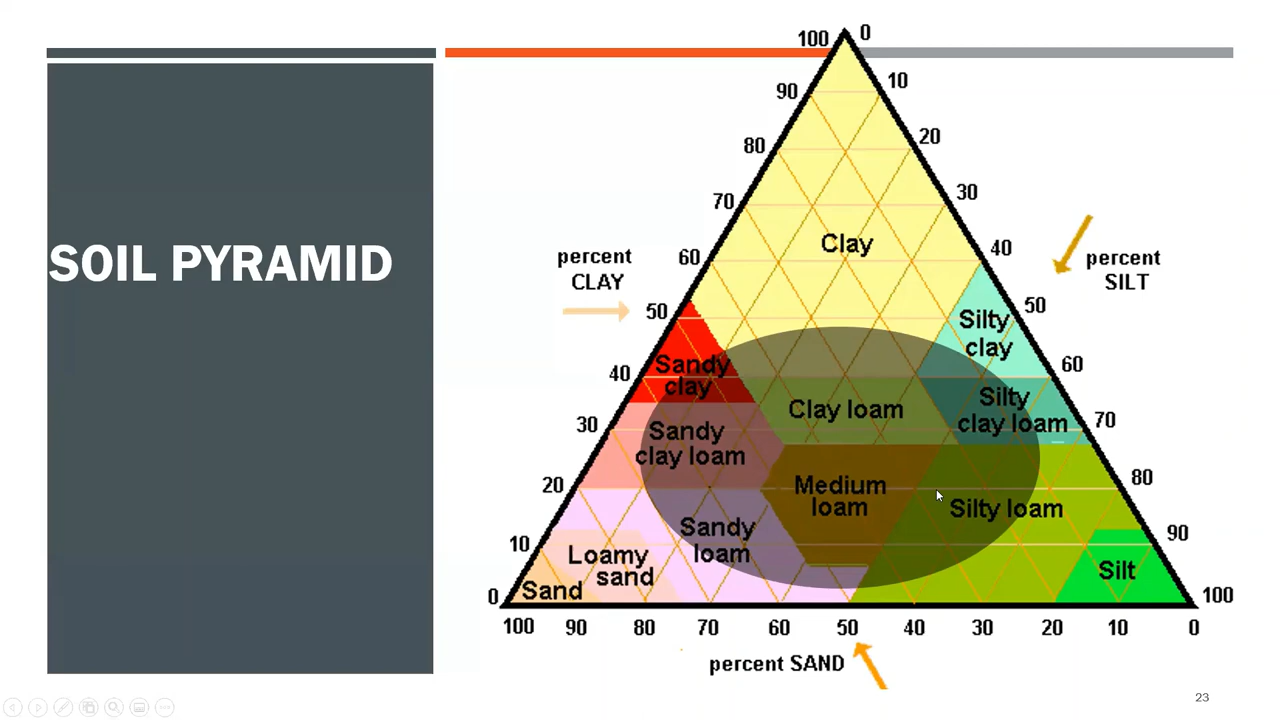 SOIL PYRAMID
100
0
90
10
80
20
70
30
Clay
60
40
percent
CLAY
percent
SILT
50
50
Silty
clay
40
60
Sandy
clay
Silty
clay loam
Clay loam
30
70
Sandy
clay loam
20
80
Medium
loam
Silty loam
Sandy
loam
10
90
Loamy
sand
Silt
Sand
0
100
100
90
80
70
60
50
40
30
20
10
0
percent SAND
23